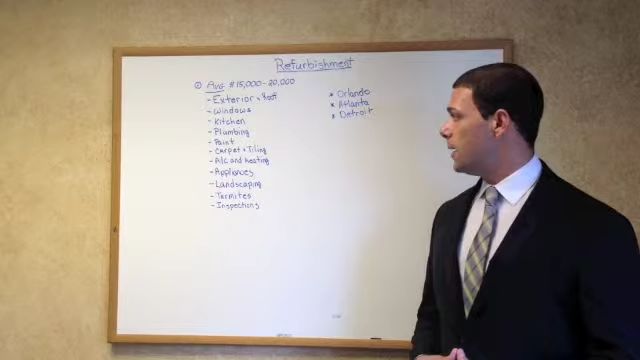 Refurbishment
① Avg. $15,000-20,000
- Exterior + Roof
- Windows
- Kitchen
- Plumbing
- Paint
- Carpet + Tiling
- A/c and heating
- Appliances
- Landscaping
- Termites
- Inspections
* Orlando
* Atlanta
* Detroit